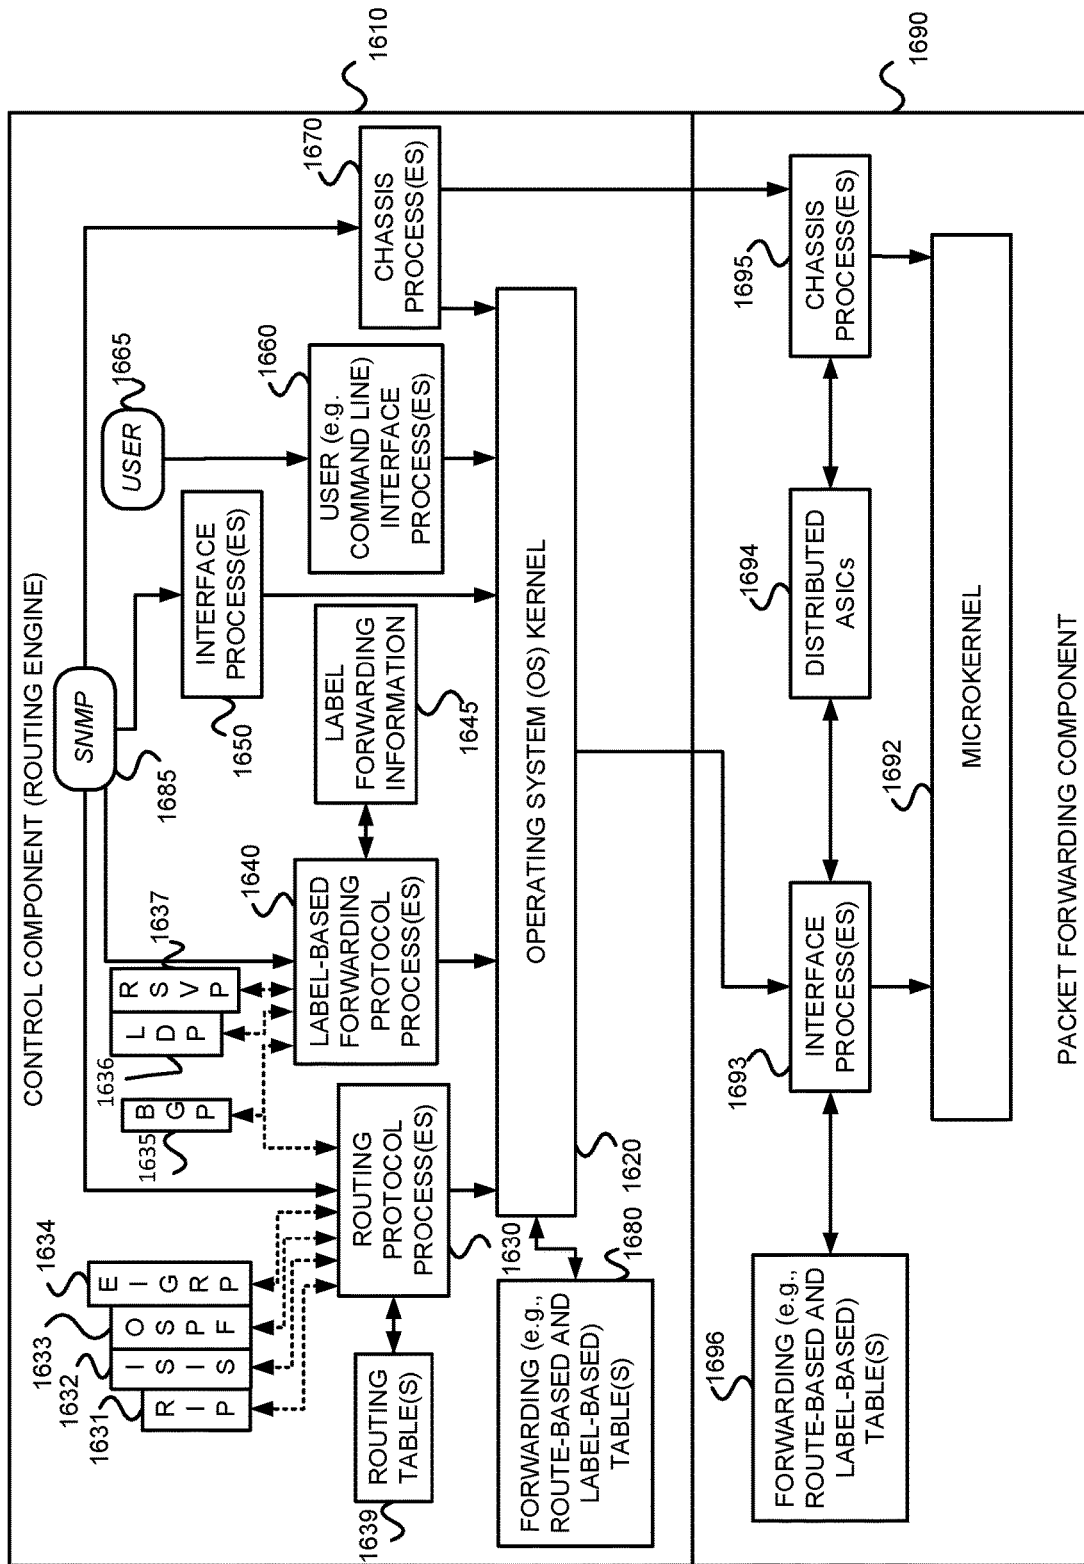 CONTROL COMPONENT (ROUTING ENGINE)
1610
1634
E
I
G
R
P
1633
O
S
P
F
1632
I
S
I
S
1631
R
I
P
1635
B
G
P
1636
L
D
P
1637
R
S
V
P
SNMP
1685
USER
1665
ROUTING
TABLE(S)
1639
ROUTING
PROTOCOL
PROCESS(ES)
1630
LABEL-BASED
FORWARDING
PROTOCOL
PROCESS(ES)
1640
LABEL
FORWARDING
INFORMATION
1645
INTERFACE
PROCESS(ES)
1650
USER (e.g.
COMMAND LINE)
INTERFACE
PROCESS(ES)
1660
CHASSIS
PROCESS(ES)
1670
FORWARDING (e.g.,
ROUTE-BASED AND
LABEL-BASED)
TABLE(S)
1680
OPERATING SYSTEM (OS) KERNEL
1620
1690
FORWARDING (e.g.,
ROUTE-BASED AND
LABEL-BASED)
TABLE(S)
1696
INTERFACE
PROCESS(ES)
1693
DISTRIBUTED
ASICs
1694
CHASSIS
PROCESS(ES)
1695
MICROKERNEL
1692
PACKET FORWARDING COMPONENT